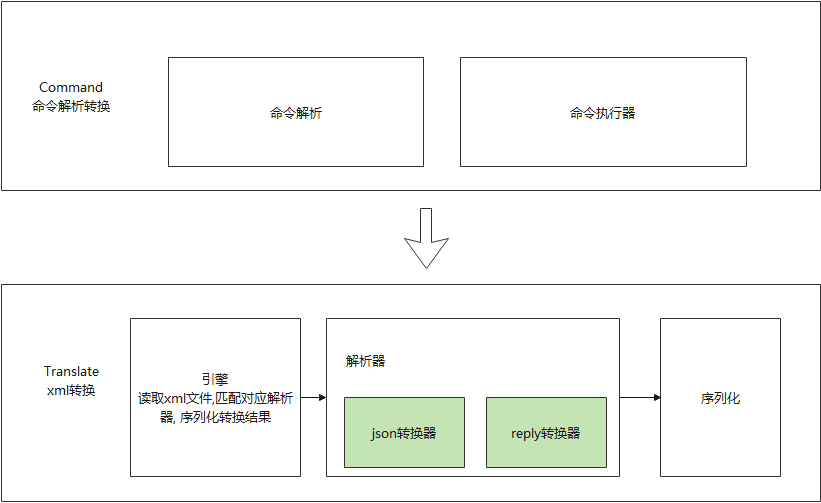 Command
命令解析转换
命令解析
命令执行器
Translate
xml转换
引擎
读取xml文件,匹配对应解析
器, 序列化转换结果
解析器
json转换器
reply转换器
序列化